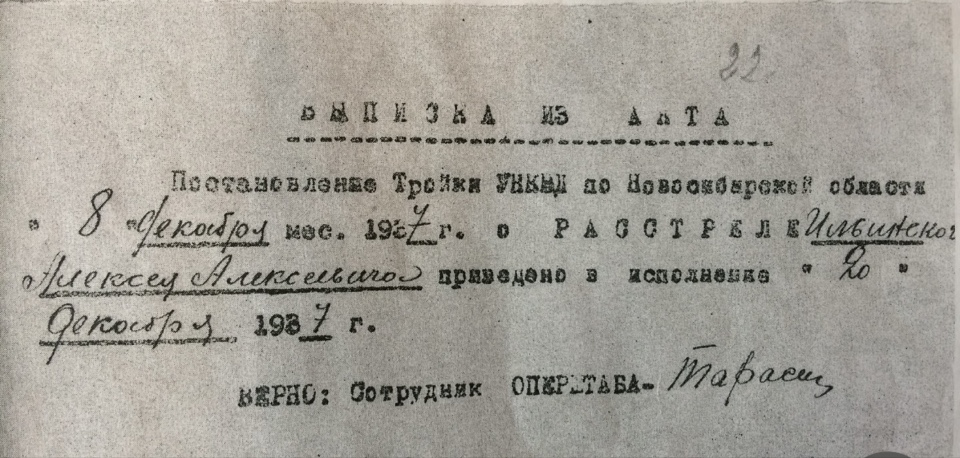 22
ВЫПИСКА ИЗ АКТА
Постановление Тройки УНКВД по Новосибирской области
" 8 " декабря мес. 1937 г. о РАССТРЕЛЕ Ильинского
Алексея Алексеевича приведено в исполнение " 20 "
декабря 1937 г.
ВЕРНО: Сотрудник ОПЕРШТАБА-